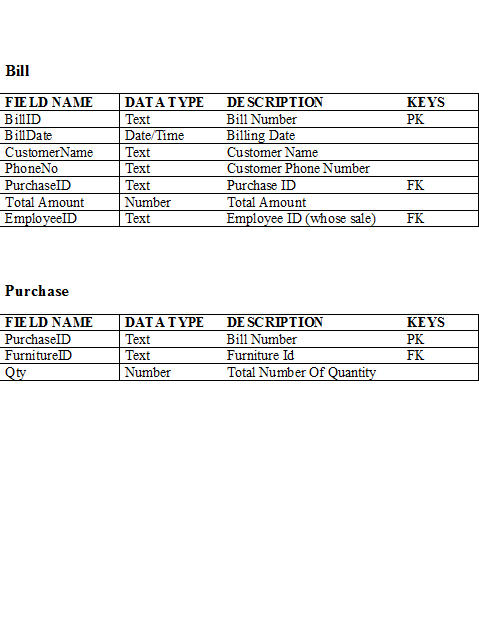 Bill
FIELD NAME DATA TYPE DESCRIPTION KEYS
BillID Text Bill Number PK
BillDate Date/Time Billing Date
CustomerName Text Customer Name
PhoneNo Text Customer Phone Number
PurchaseID Text Purchase ID FK
Total Amount Number Total Amount
EmployeeID Text Employee ID (whose sale) FK
Purchase
FIELD NAME DATA TYPE DESCRIPTION KEYS
PurchaseID Text Bill Number PK
FurnitureID Text Furniture Id FK
Qty Number Total Number Of Quantity